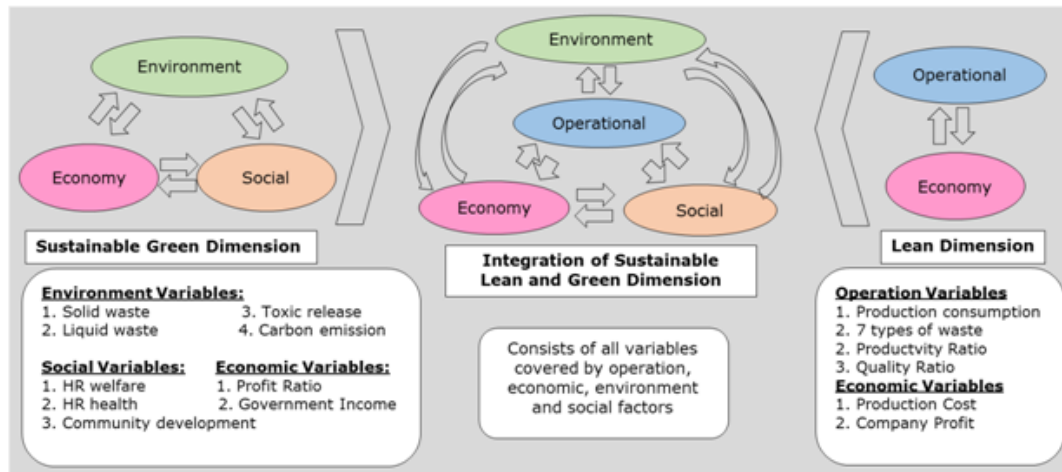 Environment
Economy
Social
Sustainable Green Dimension
Environment Variables:
1. Solid waste 3. Toxic release
2. Liquid waste 4. Carbon emission
Social Variables: Economic Variables:
1. HR welfare 1. Profit Ratio
2. HR health 2. Government Income
3. Community development
Environment
Operational
Economy
Social
Integration of Sustainable
Lean and Green Dimension
Consists of all variables
covered by operation,
economic, environment
and social factors
Operational
Economy
Lean Dimension
Operation Variables
1. Production consumption
2. 7 types of waste
2. Productvity Ratio
3. Quality Ratio
Economic Variables
1. Production Cost
2. Company Profit